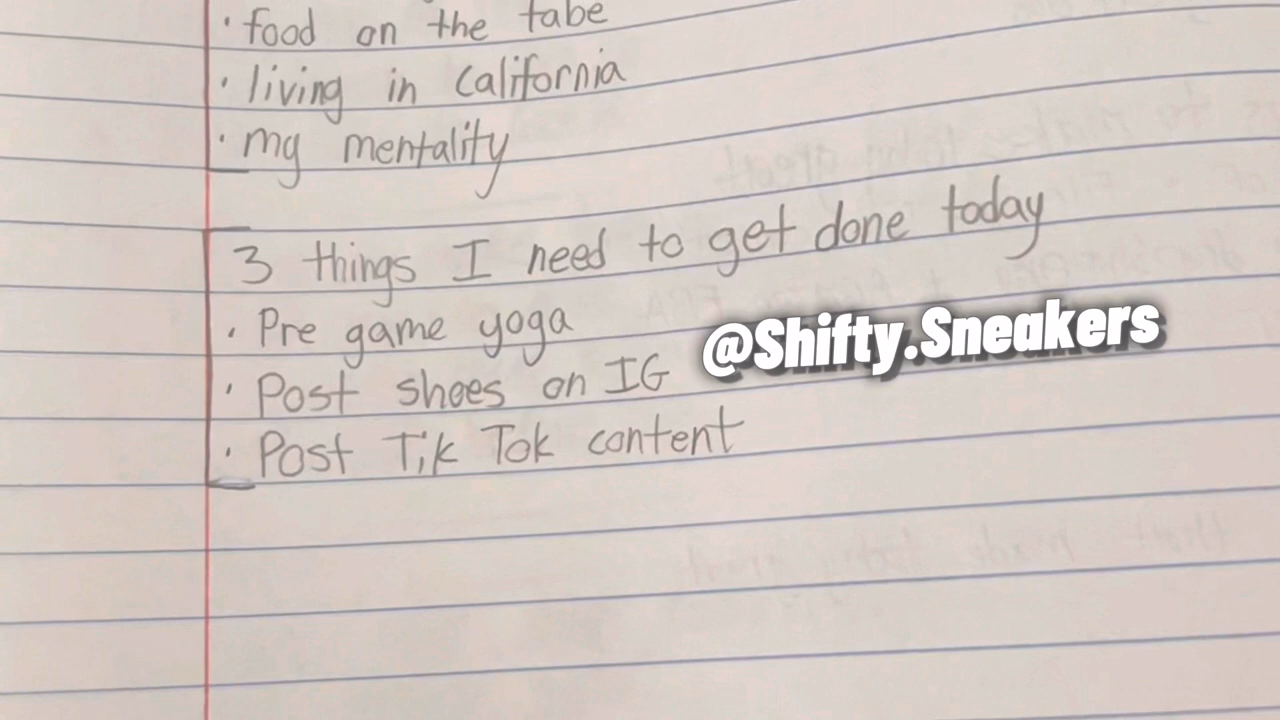 · food on the tabe
· living in California
· my mentality
3 things I need to get done today
· Pre game yoga
· Post shoes on IG
@Shifty.Sneakers
· Post Tik Tok content